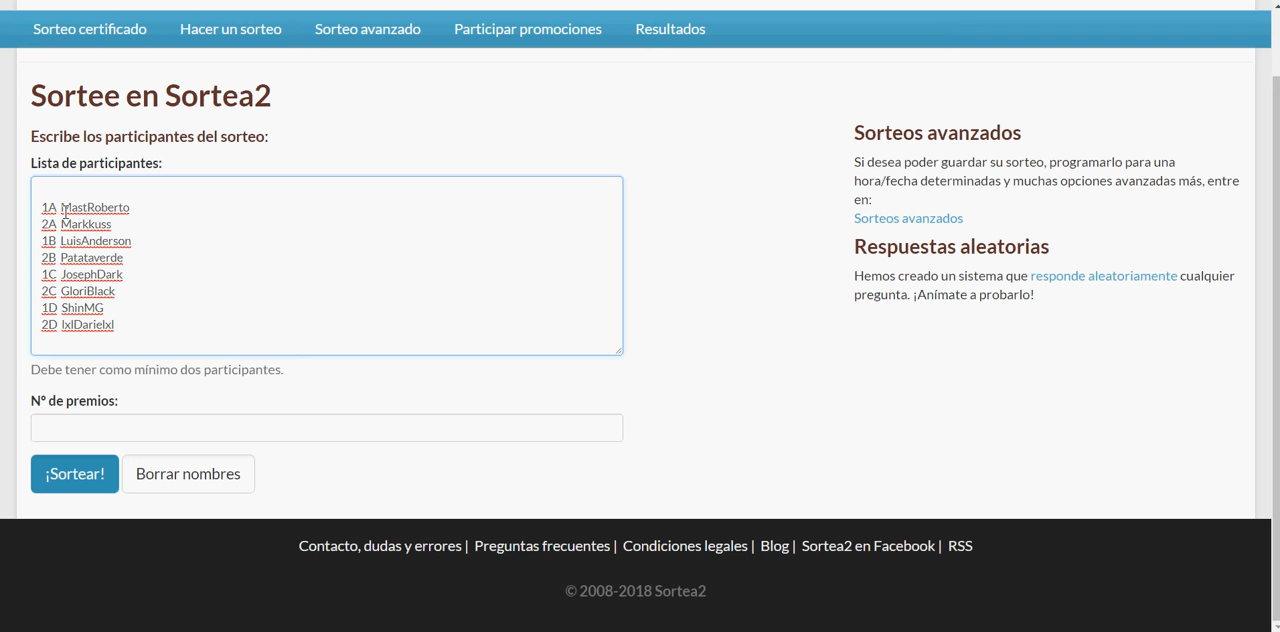 Sorteo certificado Hacer un sorteo Sorteo avanzado Participar promociones Resultados
Sortee en Sortea2
Escribe los participantes del sorteo:
Lista de participantes:
1A MastRoberto
2A Markkuss
1B LuisAnderson
2B Patataverde
1C JosephDark
2C GloriBlack
1D ShinMG
2D lxlDarielxl
Debe tener como mínimo dos participantes.
Nº de premios:
¡Sortear! Borrar nombres
Sorteos avanzados
Si desea poder guardar su sorteo, programarlo para una
hora/fecha determinadas y muchas opciones avanzadas más, entre
en:
Sorteos avanzados
Respuestas aleatorias
Hemos creado un sistema que responde aleatoriamente cualquier
pregunta. ¡Anímate a probarlo!
Contacto, dudas y errores | Preguntas frecuentes | Condiciones legales | Blog | Sortea2 en Facebook | RSS
© 2008-2018 Sortea2